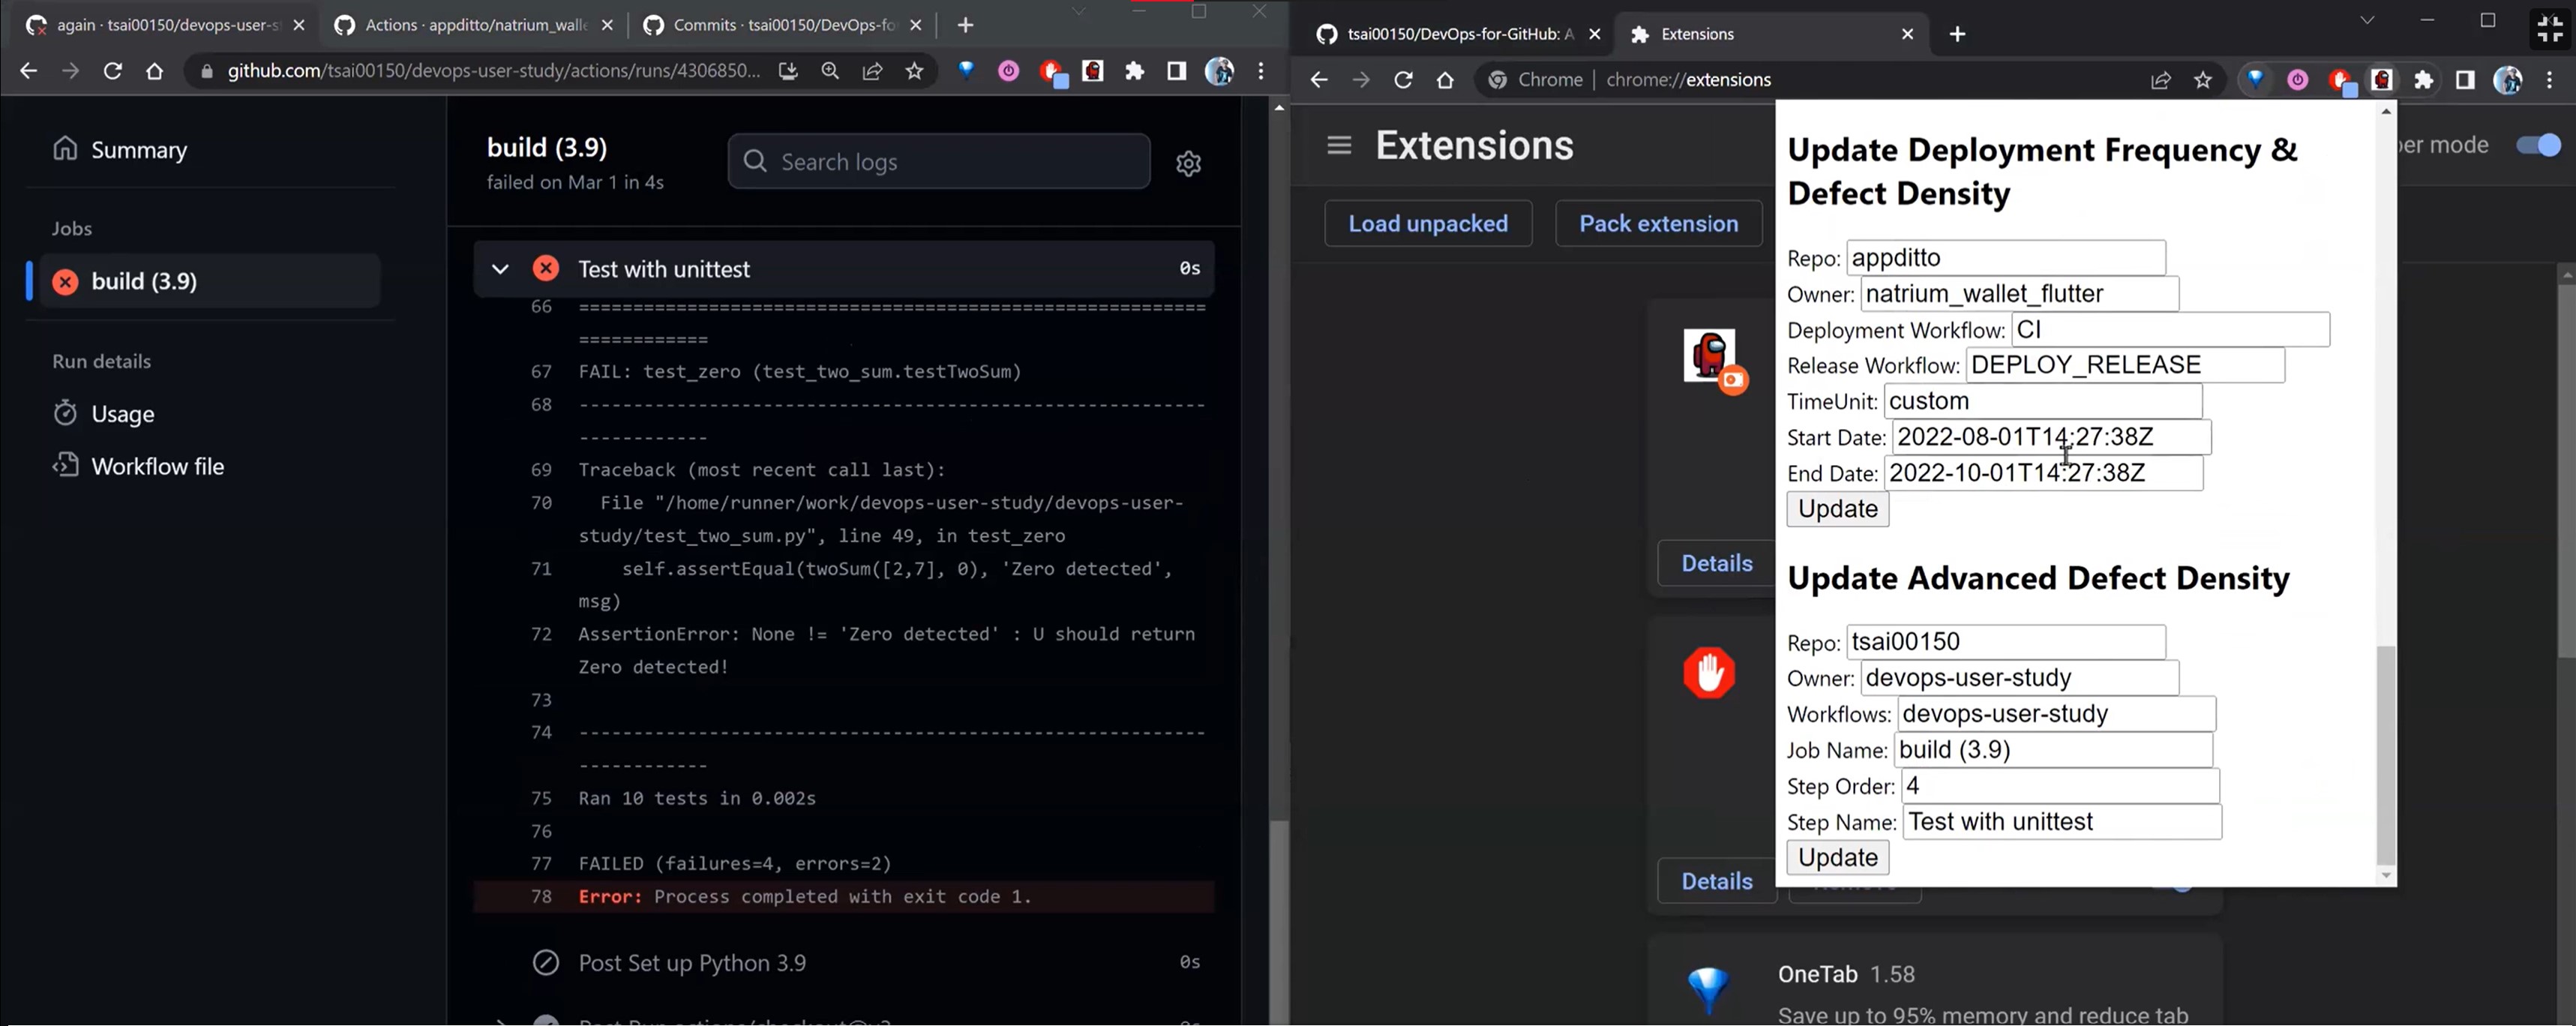 again · tsai00150/devops-user-s
Actions · appditto/natrium_walle
Commits · tsai00150/DevOps-fo
github.com/tsai00150/devops-user-study/actions/runs/4306850...
Summary
Jobs
build (3.9)
Run details
Usage
Workflow file
build (3.9)
failed on Mar 1 in 4s
Search logs
Test with unittest
0s
66 ==========================================================
============
67 FAIL: test_zero (test_two_sum.testTwoSum)
68 ----------------------------------------------------------
------------
69 Traceback (most recent call last):
70 File "/home/runner/work/devops-user-study/devops-user-
study/test_two_sum.py", line 49, in test_zero
71 self.assertEqual(twoSum([2,7], 0), 'Zero detected',
msg)
72 AssertionError: None != 'Zero detected' : U should return
Zero detected!
73
74 ----------------------------------------------------------
------------
75 Ran 10 tests in 0.002s
76
77 FAILED (failures=4, errors=2)
78 Error: Process completed with exit code 1.
Post Set up Python 3.9
0s
tsai00150/DevOps-for-GitHub: A
Extensions
Chrome | chrome://extensions
Extensions
er mode
Load unpacked
Pack extension
Details
Details
OneTab 1.58
Save up to 95% memory and reduce tab
Update Deployment Frequency &
Defect Density
Repo: appditto
Owner: natrium_wallet_flutter
Deployment Workflow: CI
Release Workflow: DEPLOY_RELEASE
TimeUnit: custom
Start Date: 2022-08-01T14:27:38Z
End Date: 2022-10-01T14:27:38Z
Update
Update Advanced Defect Density
Repo: tsai00150
Owner: devops-user-study
Workflows: devops-user-study
Job Name: build (3.9)
Step Order: 4
Step Name: Test with unittest
Update